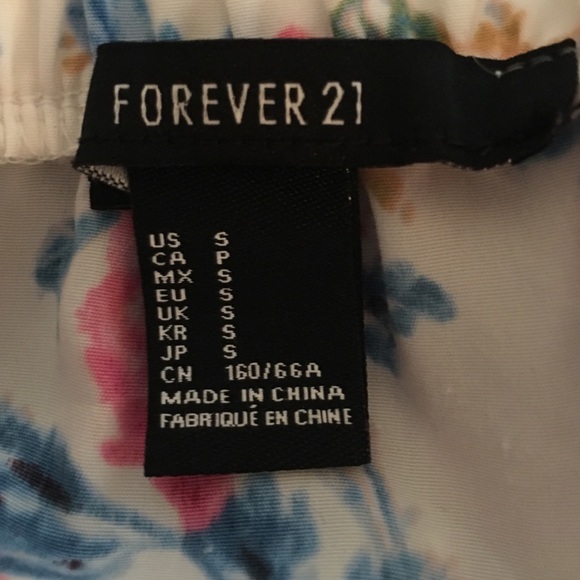 FOREVER 21
US S
CA P
MX S
EU S
UK S
KR S
JP S
CN 160/66A
MADE IN CHINA
FABRIQUÉ EN CHINE